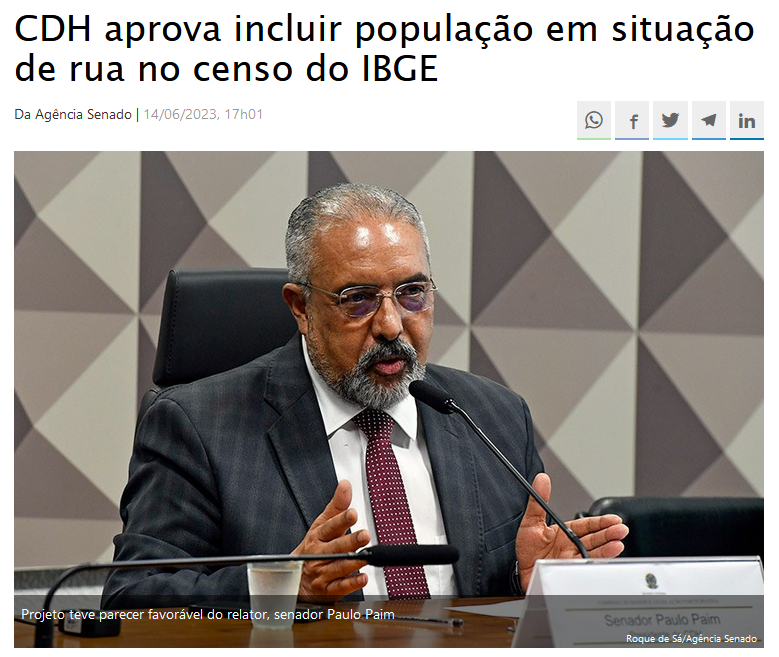 CDH aprova incluir população em situação
de rua no censo do IBGE
Da Agência Senado | 14/06/2023, 17h01
Projeto teve parecer favorável do relator, senador Paulo Paim
Senador Paulo Paim
Roque de Sá/Agência Senado